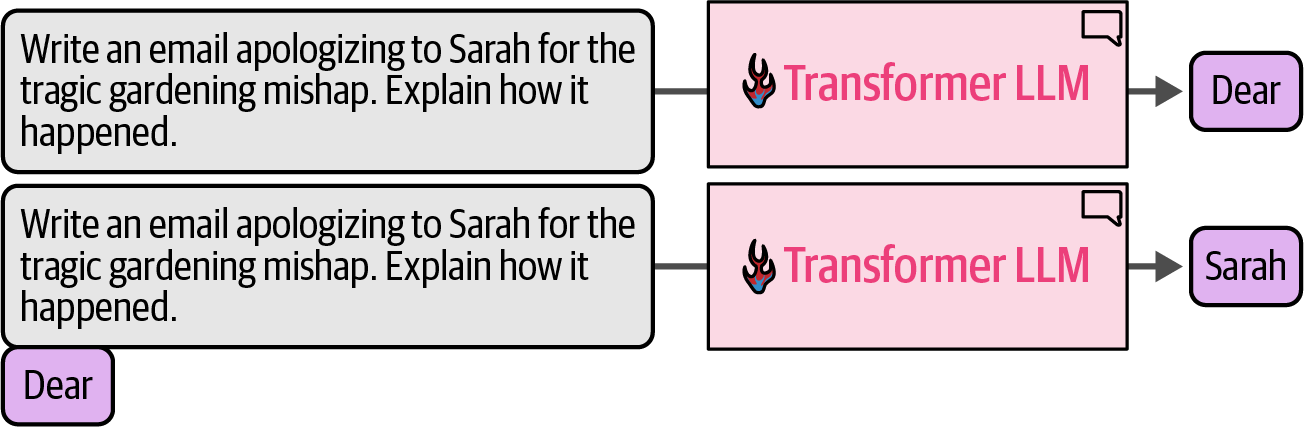 Write an email apologizing to Sarah for the
tragic gardening mishap. Explain how it
happened.
Transformer LLM
Dear
Write an email apologizing to Sarah for the
tragic gardening mishap. Explain how it
happened.
Transformer LLM
Sarah
Dear